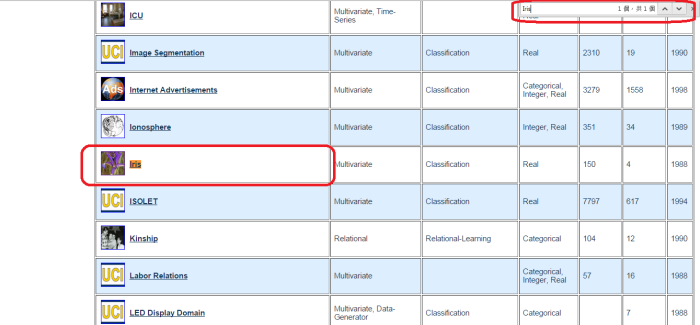 Iris 1 個，共 1 個
ICU Multivariate, Time-Series Real
UCI Image Segmentation Multivariate Classification Real 2310 19 1990
Ads Internet Advertisements Multivariate Classification Categorical, Integer, Real 3279 1558 1998
Ionosphere Multivariate Classification Integer, Real 351 34 1989
Iris Multivariate Classification Real 150 4 1988
UCI ISOLET Multivariate Classification Real 7797 617 1994
Kinship Relational Relational-Learning Categorical 104 12 1990
UCI Labor Relations Multivariate Categorical, Integer, Real 57 16 1988
UCI LED Display Domain Multivariate, Data-Generator Classification Categorical 7 1988